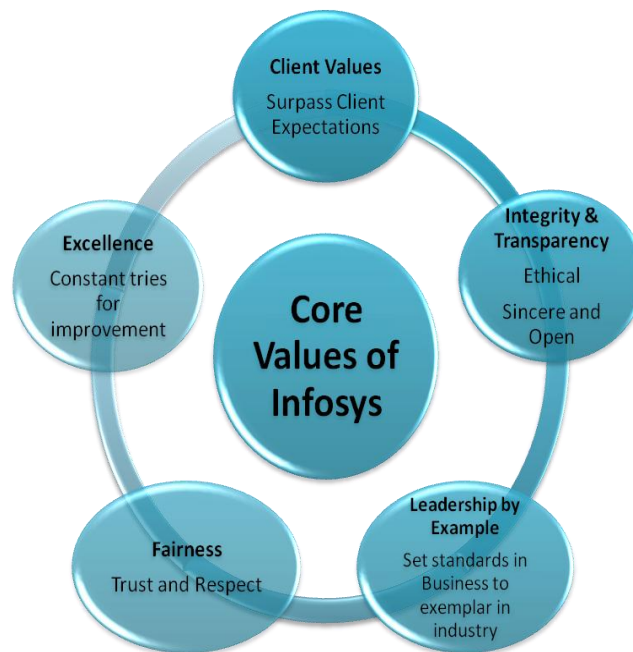 Client Values
Surpass Client
Expectations
Integrity &
Transparency
Ethical
Sincere and
Open
Leadership by
Example
Set standards in
Business to
exemplar in
industry
Fairness
Trust and Respect
Excellence
Constant tries
for
improvement
Core
Values of
Infosys